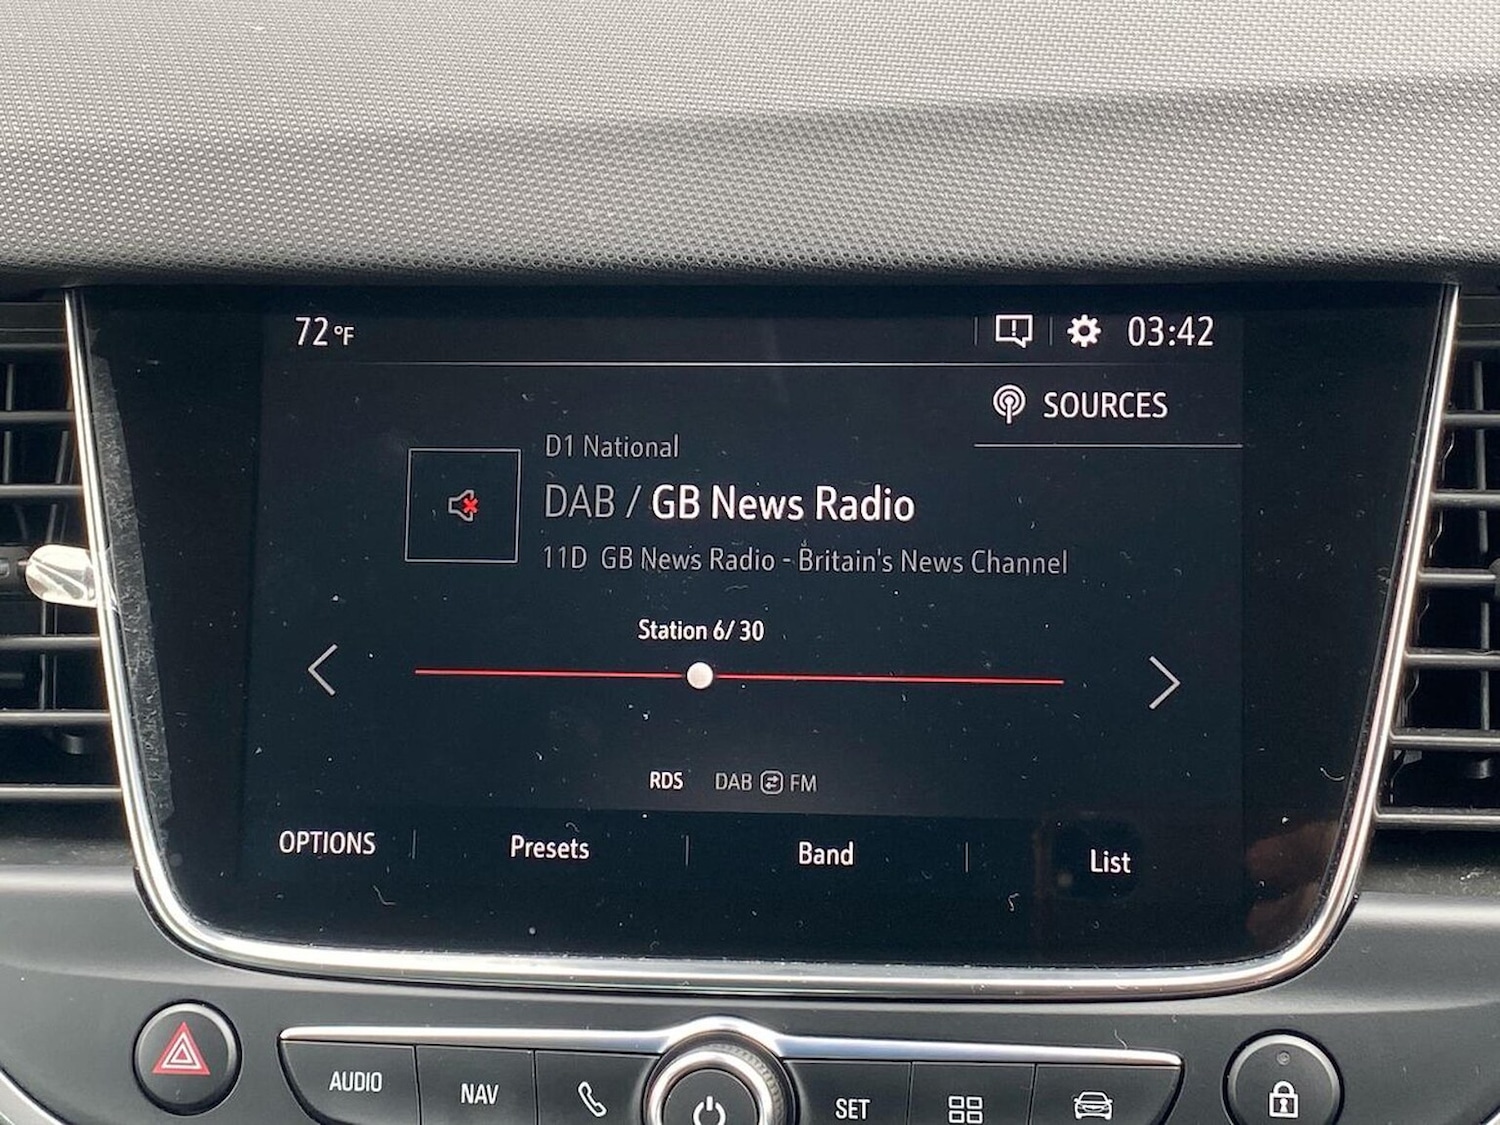 72 °F
03:42
SOURCES
D1 National
DAB / GB News Radio
11D GB News Radio - Britain's News Channel
Station 6/ 30
RDS DAB FM
OPTIONS Presets Band List
AUDIO NAV SET